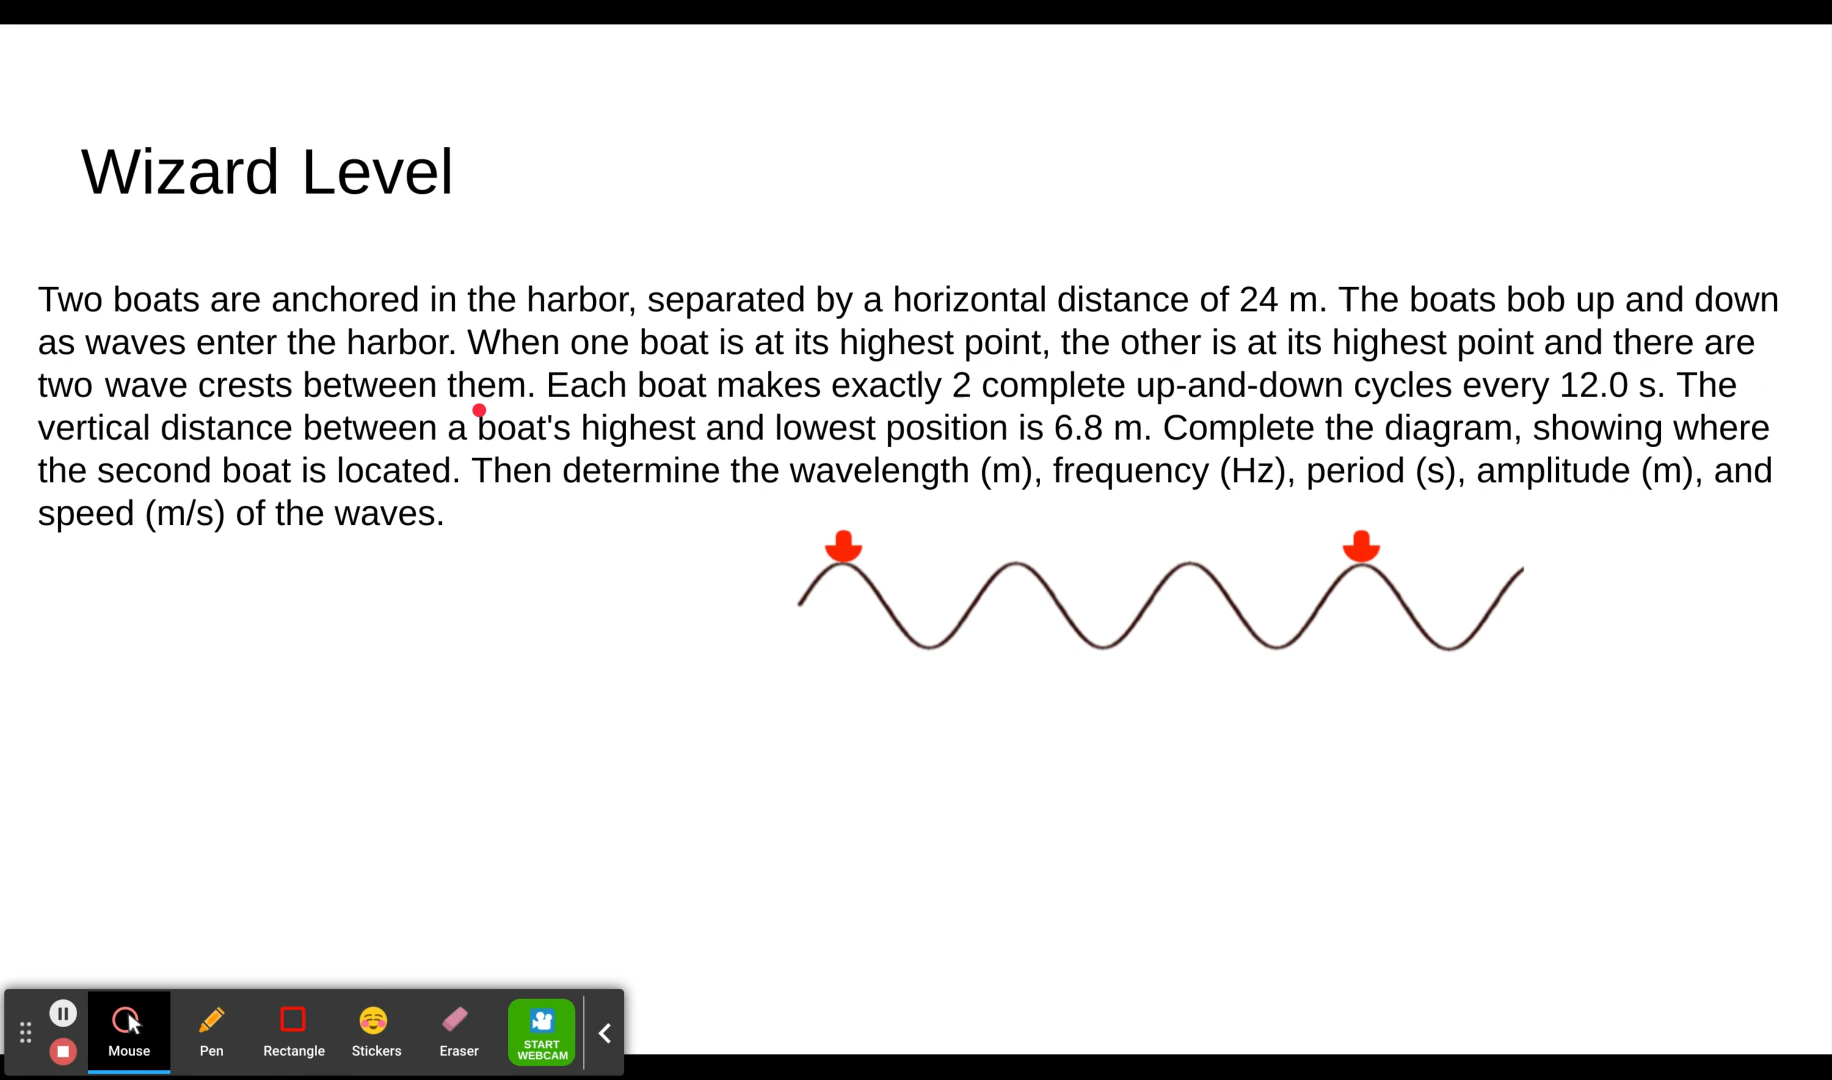 Wizard Level
Two boats are anchored in the harbor, separated by a horizontal distance of 24 m. The boats bob up and down
as waves enter the harbor. When one boat is at its highest point, the other is at its highest point and there are
two wave crests between them. Each boat makes exactly 2 complete up-and-down cycles every 12.0 s. The
vertical distance between a boat's highest and lowest position is 6.8 m. Complete the diagram, showing where
the second boat is located. Then determine the wavelength (m), frequency (Hz), period (s), amplitude (m), and
speed (m/s) of the waves.
Mouse
Pen
Rectangle
Stickers
Eraser
START
WEBCAM